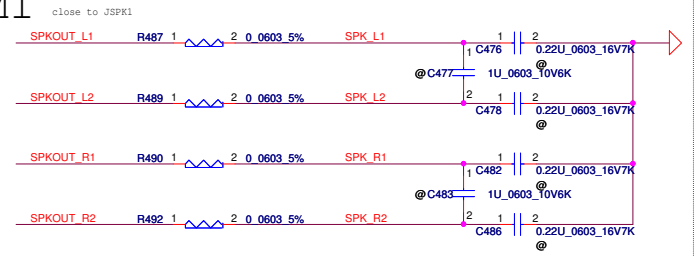 close to JSPK1
SPKOUT_L1 R487 1 2 0_0603_5% SPK_L1 1 2
C476 0.22U_0603_16V7K
1 @
@ C477 1U_0603_10V6K
SPKOUT_L2 R489 1 2 0_0603_5% SPK_L2 2 1 2
C478 0.22U_0603_16V7K
@
SPKOUT_R1 R490 1 2 0_0603_5% SPK_R1 1 2
C482 0.22U_0603_16V7K
1 @
@ C483 1U_0603_10V6K
SPKOUT_R2 R492 1 2 0_0603_5% SPK_R2 2 1 2
C486 0.22U_0603_16V7K
@